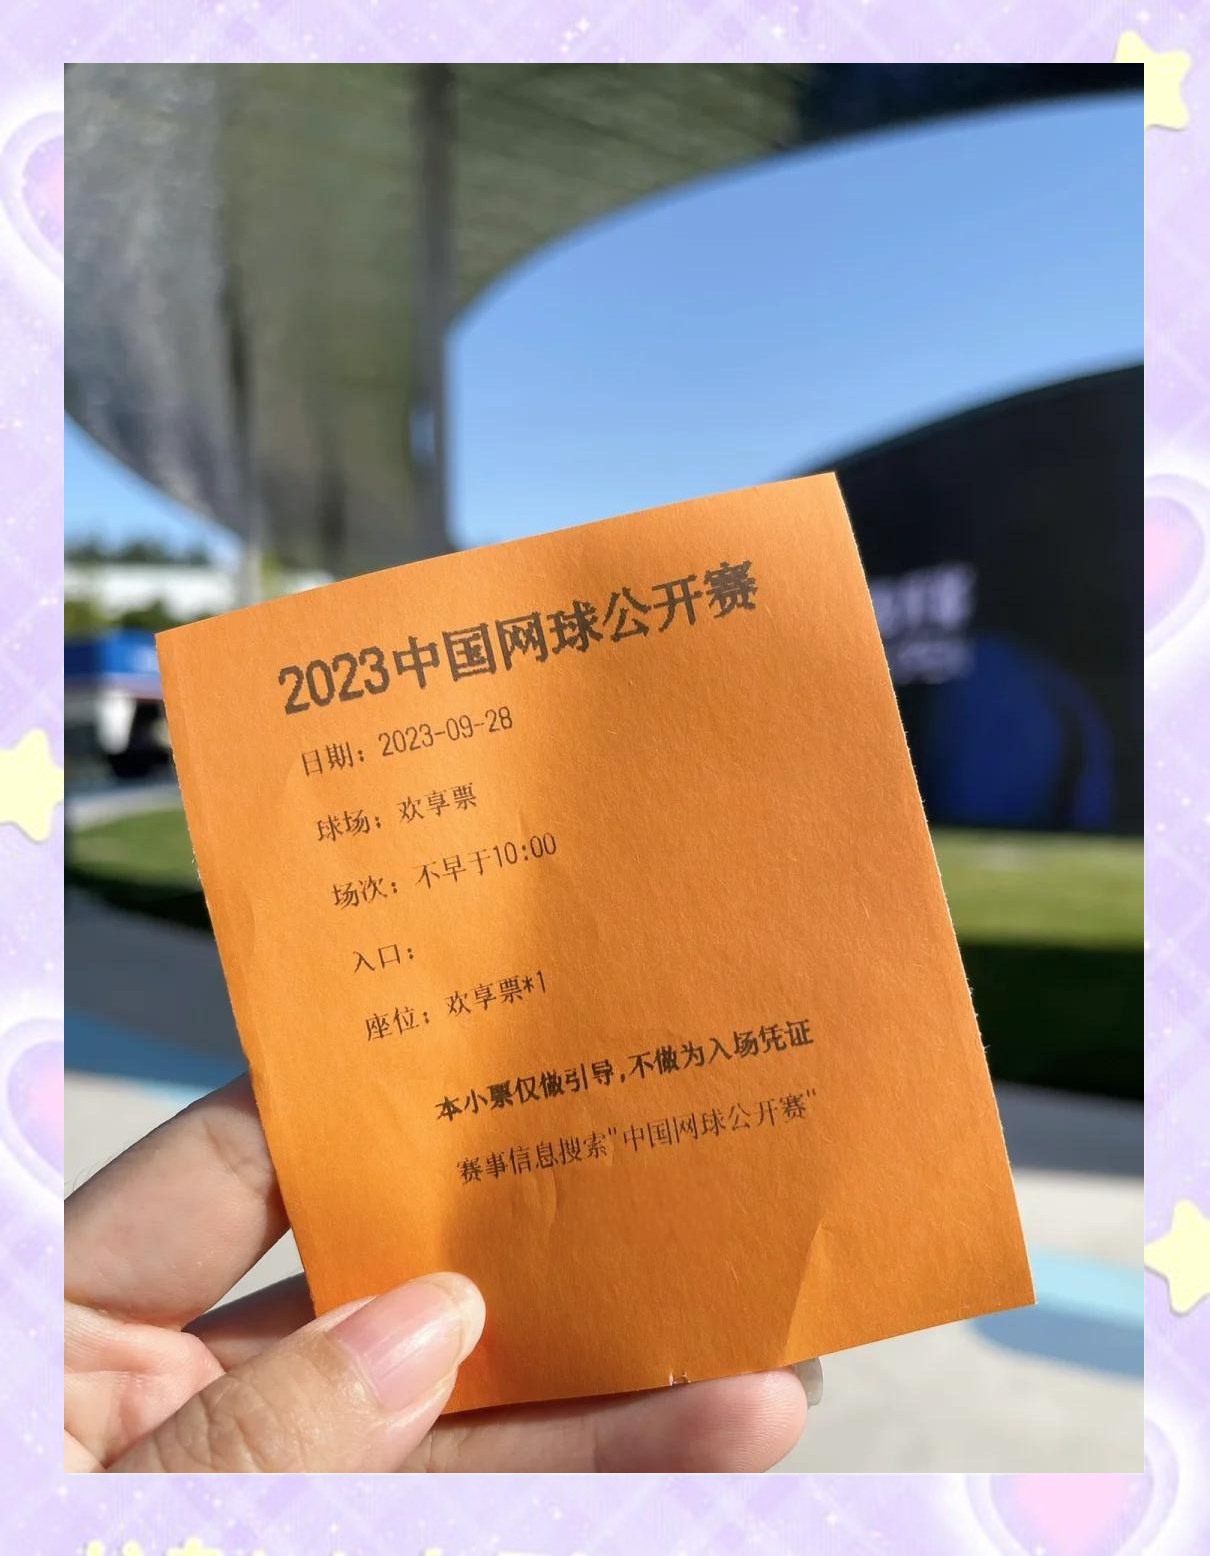 2023中国网球公开赛
日期：2023-09-28
球场：欢享票
场次：不早于10:00
入口：
座位：欢享票*1
本小票仅做引导,不做为入场凭证
赛事信息搜索"中国网球公开赛"